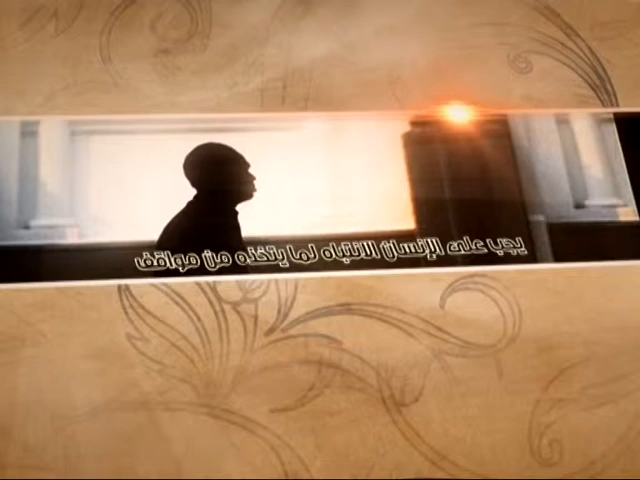 يجب على الإنسان الانتباه لما يتخذه من مواقف